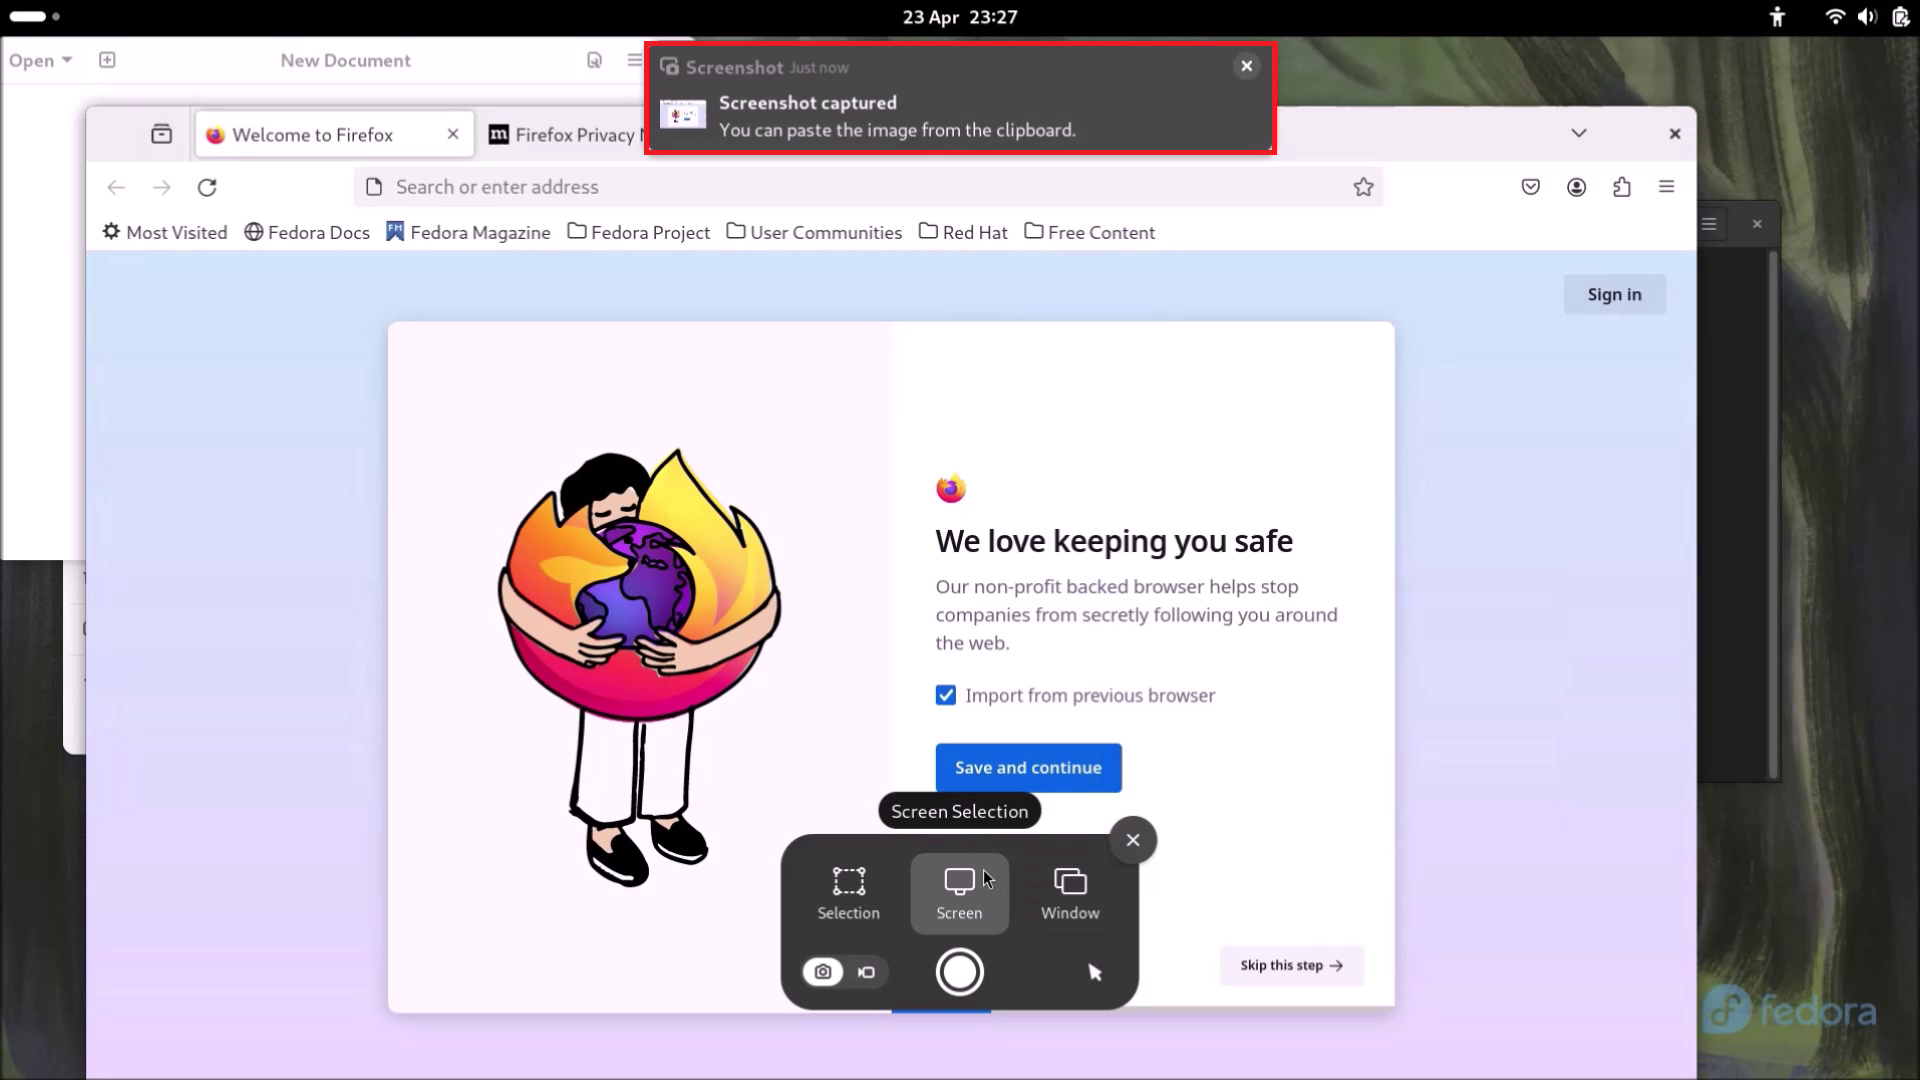 23 Apr 23:27
Open
New Document
Screenshot Just now
Screenshot captured
You can paste the image from the clipboard.
Welcome to Firefox
m Firefox Privacy
Search or enter address
Most Visited
Fedora Docs
FM Fedora Magazine
Fedora Project
User Communities
Red Hat
Free Content
Sign in
We love keeping you safe
Our non-profit backed browser helps stop
companies from secretly following you around
the web.
Import from previous browser
Save and continue
Screen Selection
Selection
Screen
Window
Skip this step →
fedora